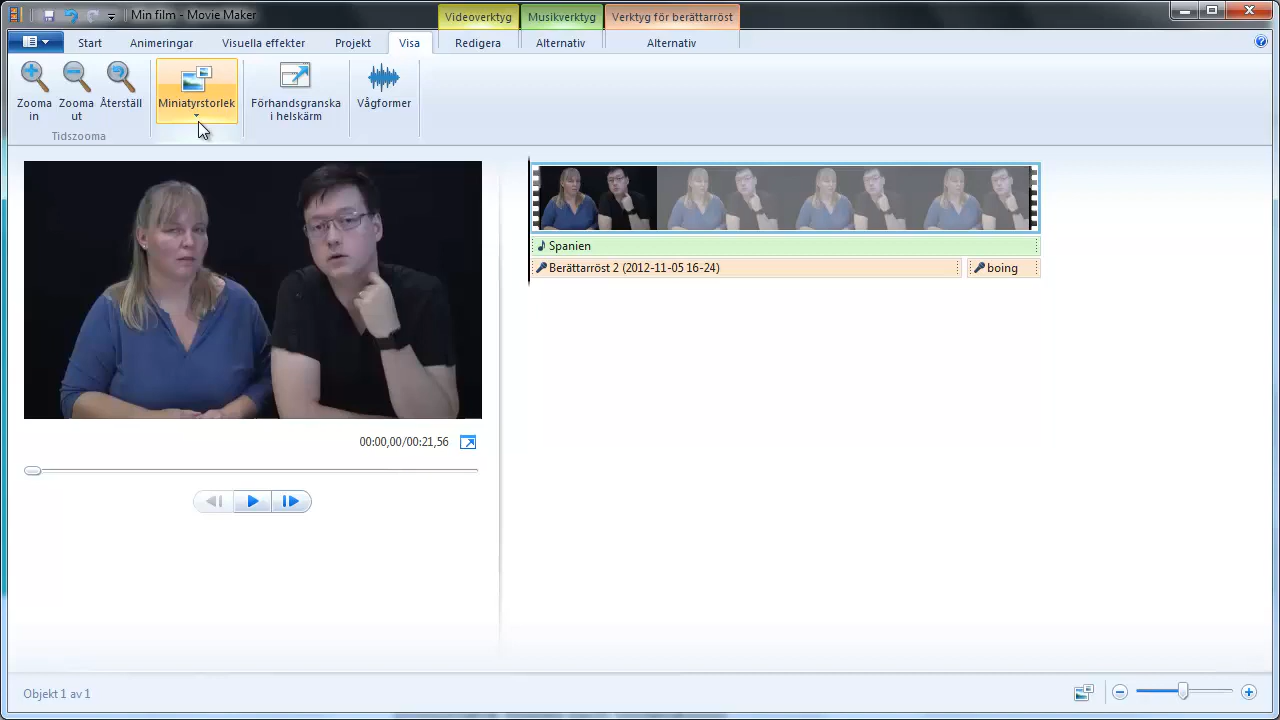 Min film - Movie Maker
Videoverktyg
Musikverktyg
Verktyg för berättarröst
Start
Animeringar
Visuella effekter
Projekt
Visa
Redigera
Alternativ
Alternativ
Zooma in
Zooma ut
Återställ
Miniatyrstorlek
Förhandsgranska i helskärm
Vågformer
Tidszooma
Spanien
Berättarröst 2 (2012-11-05 16-24)
boing
00:00,00/00:21,56
Objekt 1 av 1